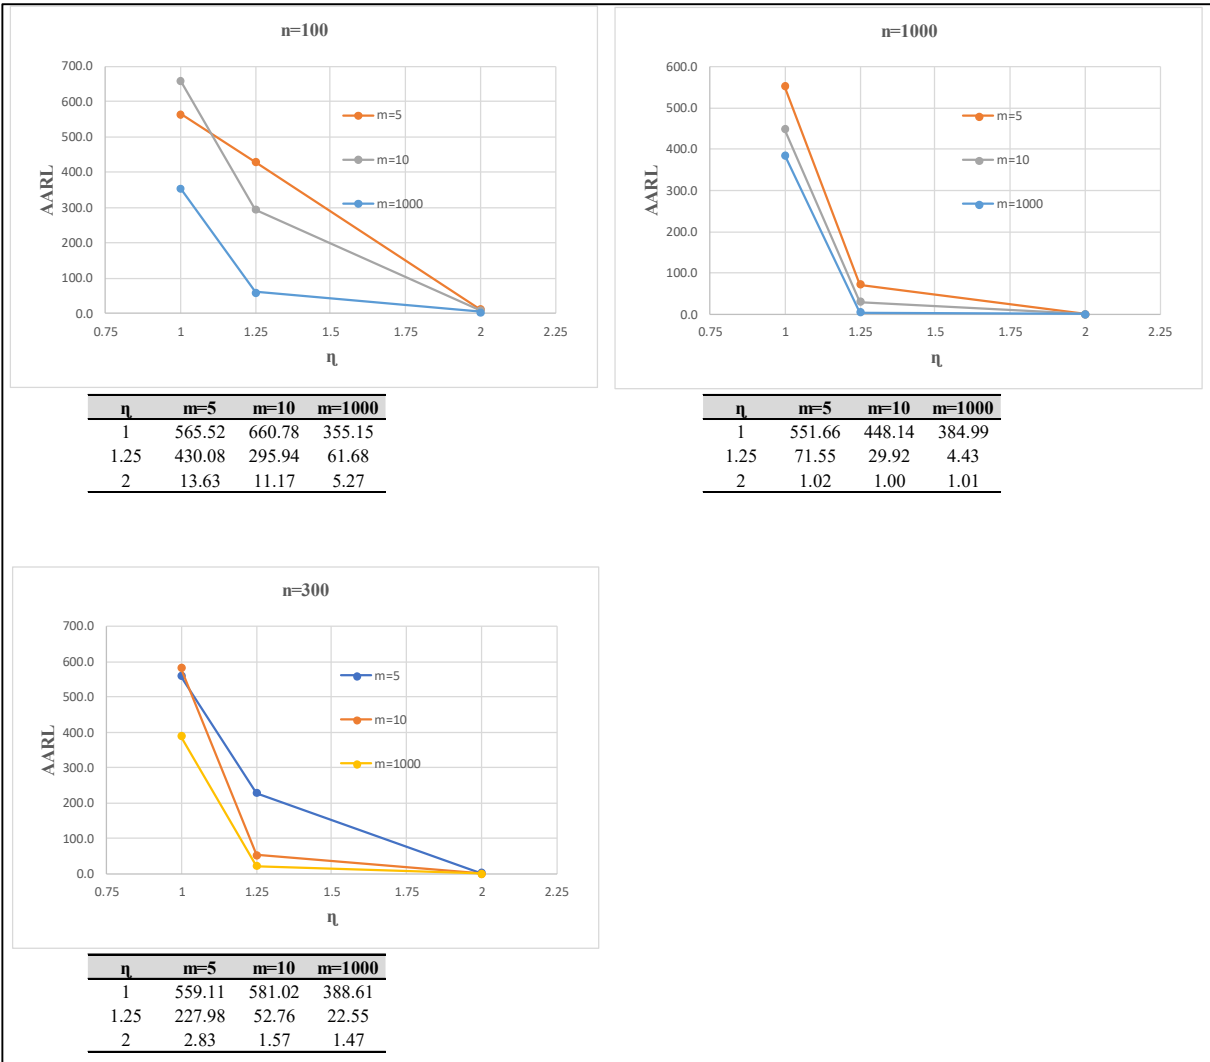 n=100
700.0
600.0
500.0
400.0
300.0
200.0
100.0
0.0
AARL
m=5
m=10
m=1000
0.75 1 1.25 1.5 1.75 2 2.25
η
η m=5 m=10 m=1000
1 565.52 660.78 355.15
1.25 430.08 295.94 61.68
2 13.63 11.17 5.27
n=1000
600.0
500.0
400.0
300.0
200.0
100.0
0.0
AARL
m=5
m=10
m=1000
0.75 1 1.25 1.5 1.75 2 2.25
η
η m=5 m=10 m=1000
1 551.66 448.14 384.99
1.25 71.55 29.92 4.43
2 1.02 1.00 1.01
n=300
700.0
600.0
500.0
400.0
300.0
200.0
100.0
0.0
AARL
m=5
m=10
m=1000
0.75 1 1.25 1.5 1.75 2 2.25
η
η m=5 m=10 m=1000
1 559.11 581.02 388.61
1.25 227.98 52.76 22.55
2 2.83 1.57 1.47